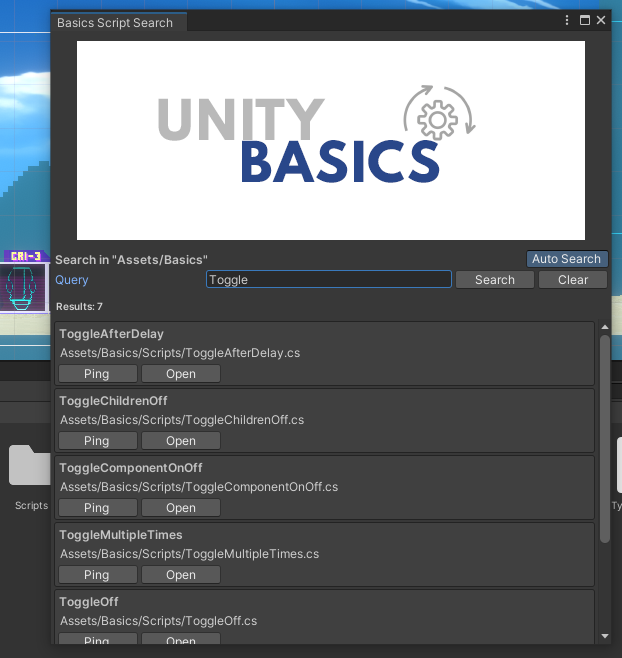 Basics Script Search
UNITY
BASICS
Search in "Assets/Basics"
Auto Search
Query
Toggle
Search
Clear
Results: 7
ToggleAfterDelay
Assets/Basics/Scripts/ToggleAfterDelay.cs
Ping
Open
ToggleChildrenOff
Assets/Basics/Scripts/ToggleChildrenOff.cs
Ping
Open
ToggleComponentOnOff
Assets/Basics/Scripts/ToggleComponentOnOff.cs
Ping
Open
ToggleMultipleTimes
Assets/Basics/Scripts/ToggleMultipleTimes.cs
Ping
Open
ToggleOff
Assets/Basics/Scripts/ToggleOff.cs
Ping
Open
CRI-3
Scripts
Ty